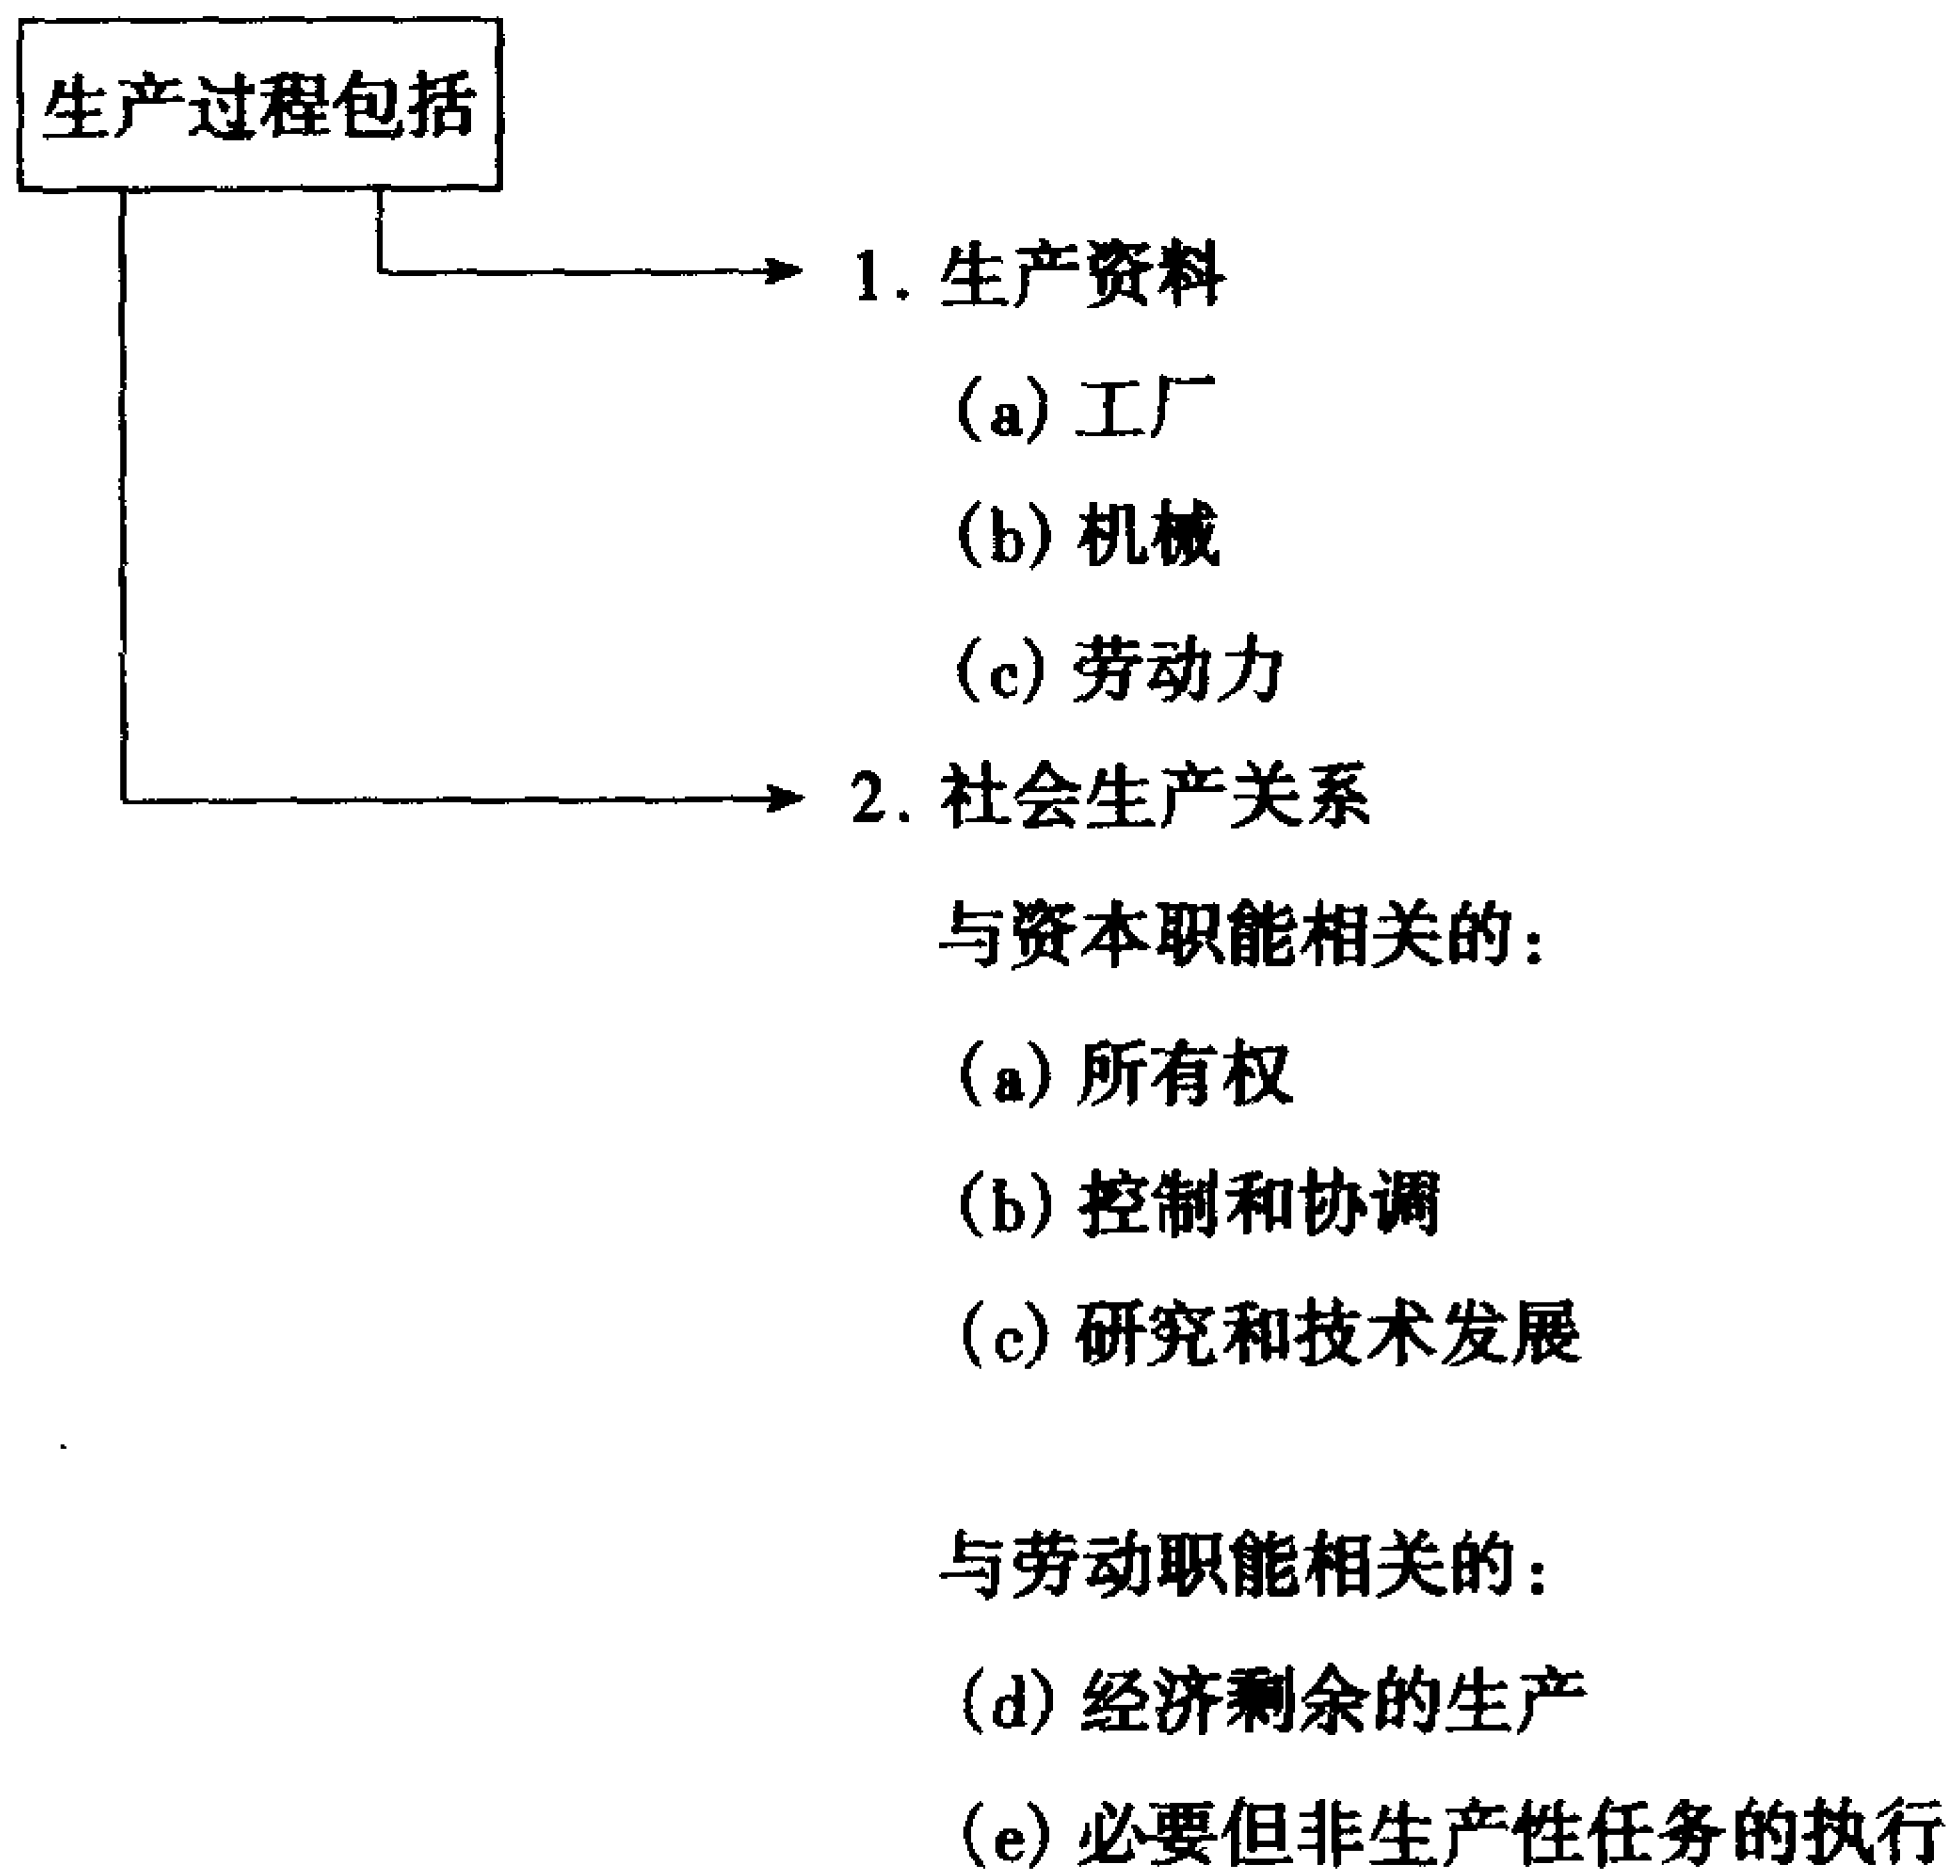 生产过程包括
1. 生产资料
(a) 工厂
(b) 机械
(c) 劳动力
2. 社会生产关系
与资本职能相关的:
(a) 所有权
(b) 控制和协调
(c) 研究和技术发展
与劳动职能相关的:
(d) 经济剩余的生产
(e) 必要但非生产性任务的执行